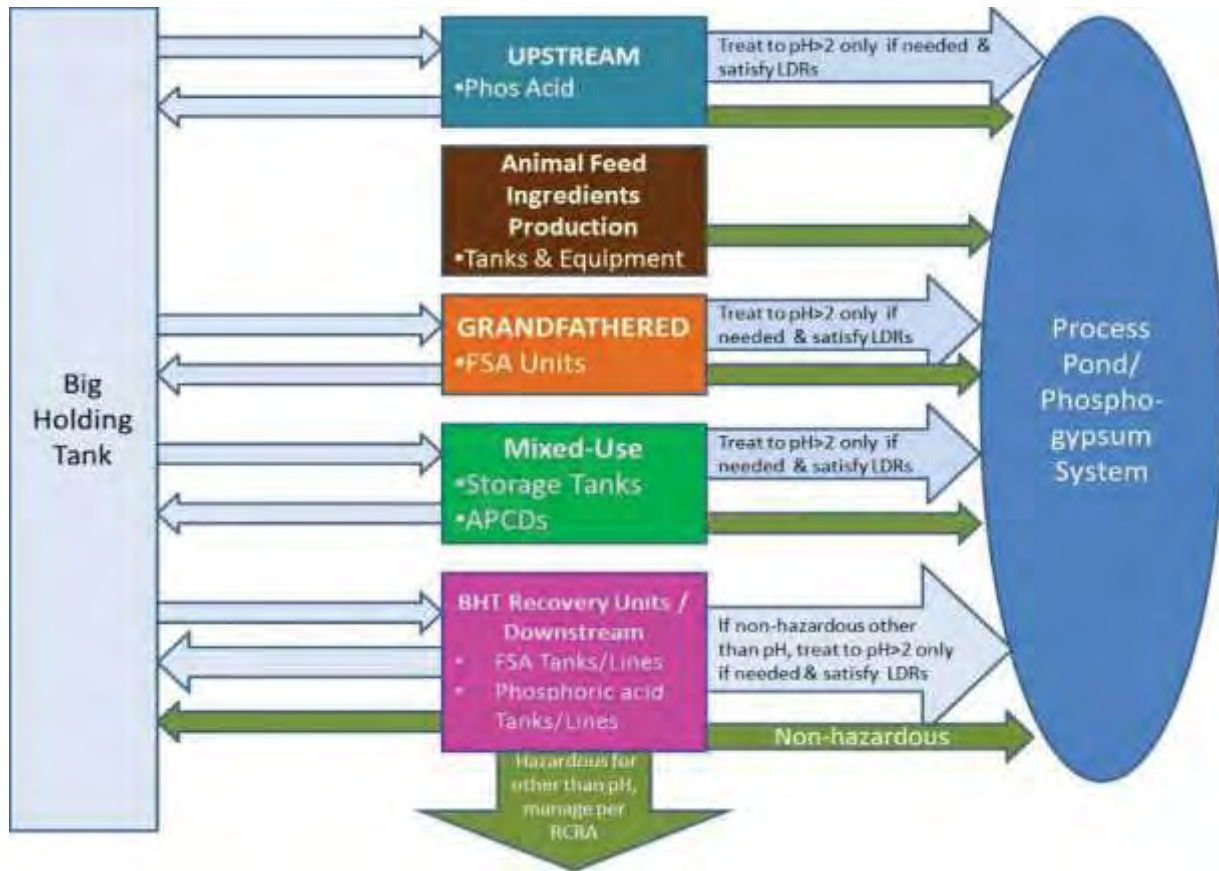 Big
Holding
Tank
UPSTREAM
•Phos Acid
Treat to pH>2 only if needed &
satisfy LDRs
Animal Feed
Ingredients
Production
•Tanks & Equipment
GRANDFATHERED
•FSA Units
Treat to pH>2 only if
needed & satisfy LDRs
Mixed-Use
•Storage Tanks
•APCDs
Treat to pH>2 only if
needed & satisfy LDRs
BHT Recovery Units /
Downstream
• FSA Tanks/Lines
• Phosphoric acid
Tanks/Lines
If non-hazardous other
than pH, treat to pH>2 only
if needed & satisfy LDRs
Non-hazardous
Hazardous for
other than pH,
manage per
RCRA
Process
Pond/
Phospho-
gypsum
System